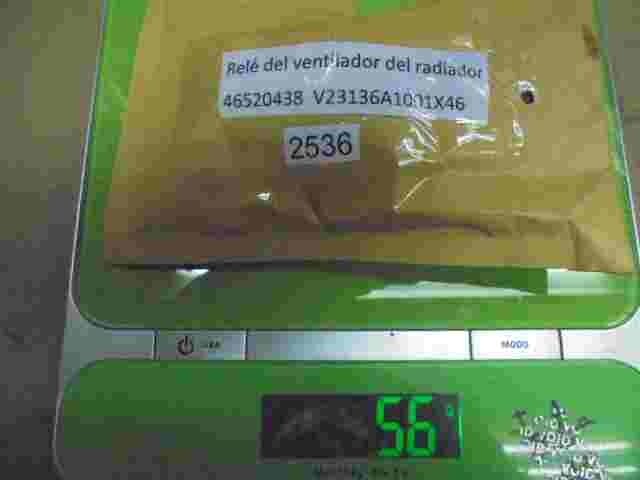 Relé del ventilador del radiador
46520438 V23136A1001X46
2536
MODO
56